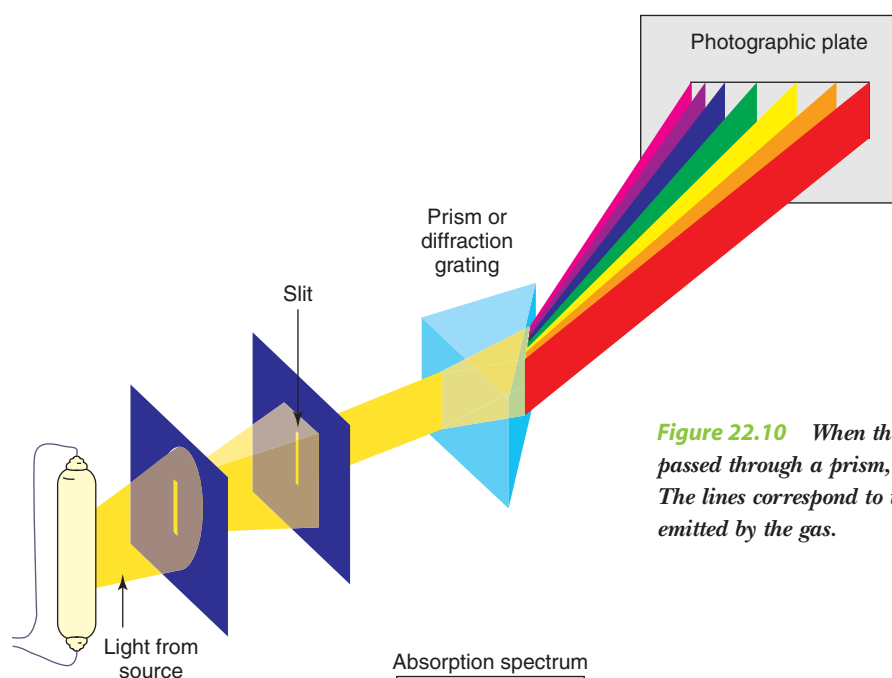 Photographic plate
Prism or
diffraction
grating
Slit
Figure 22.10 When th
passed through a prism,
The lines correspond to
emitted by the gas.
Light from
source
Absorption spectrum